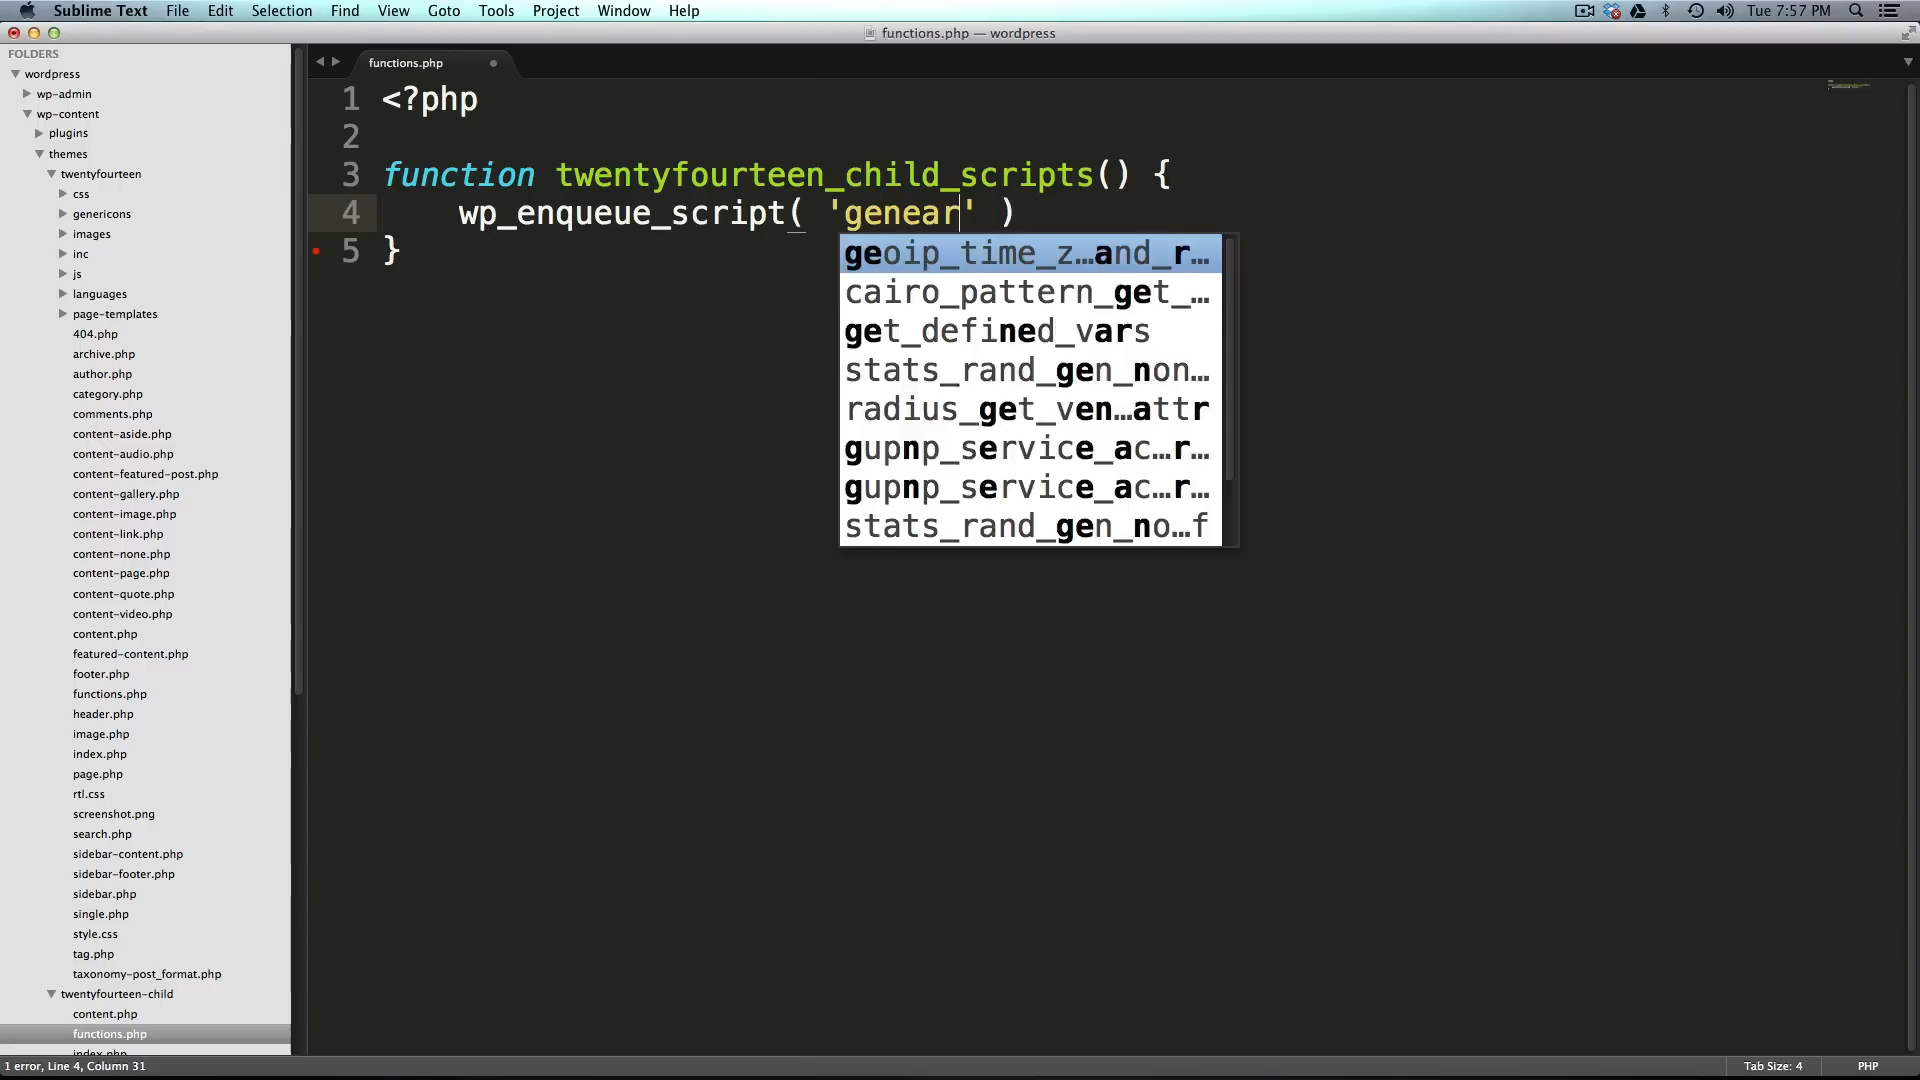 Sublime Text File Edit Selection Find View Goto Tools Project Window Help Tue 7:57 PM
functions.php — wordpress
FOLDERS
wordpress
wp-admin
wp-content
plugins
themes
twentyfourteen
css
genericons
images
inc
js
languages
page-templates
404.php
archive.php
author.php
category.php
comments.php
content-aside.php
content-audio.php
content-featured-post.php
content-gallery.php
content-image.php
content-link.php
content-none.php
content-page.php
content-quote.php
content-video.php
content.php
featured-content.php
footer.php
functions.php
header.php
image.php
index.php
page.php
rtl.css
screenshot.png
search.php
sidebar-content.php
sidebar-footer.php
sidebar.php
single.php
style.css
tag.php
taxonomy-post_format.php
twentyfourteen-child
content.php
functions.php
index.php
functions.php
1 <?php
2
3 function twentyfourteen_child_scripts() {
4 wp_enqueue_script( 'genear' )
5 }
geoip_time_z…and_r…
cairo_pattern_get_…
get_defined_vars
stats_rand_gen_non…
radius_get_ven…attr
gupnp_service_ac…r…
gupnp_service_ac…r…
stats_rand_gen_no…f
1 error, Line 4, Column 31 Tab Size: 4 PHP